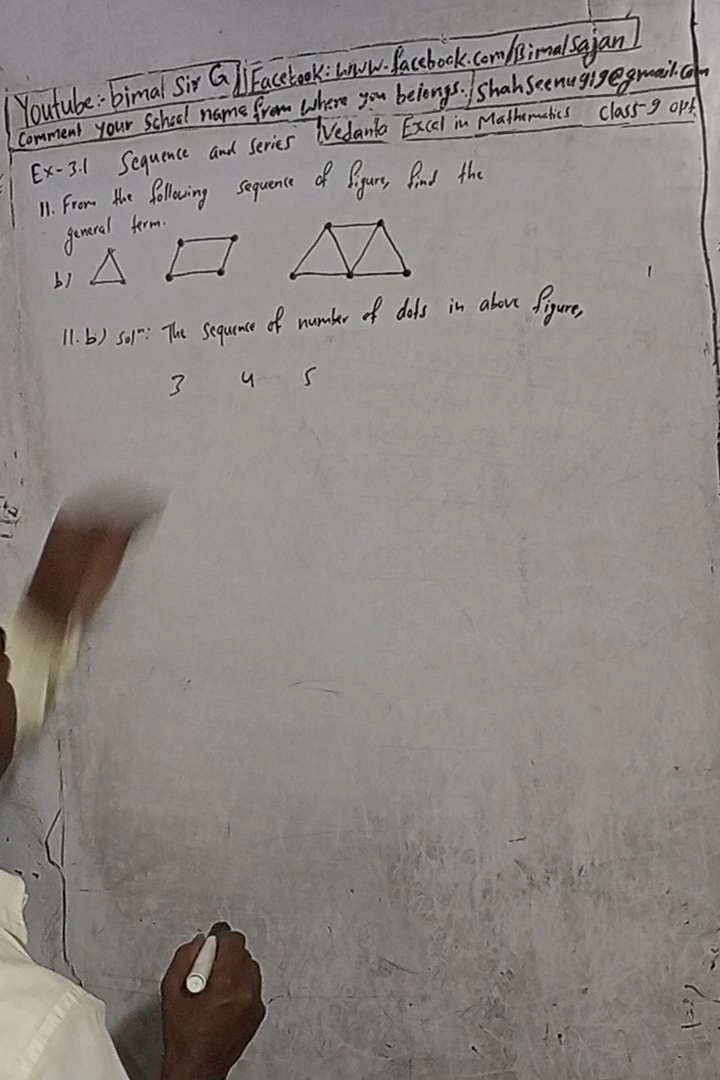 Youtube:- bimal Sir G || Facebook: www.facebook.com/BimalSajan
Comment your School name from where you belongs. / shahseenu919@gmail.com
Ex-3.1 Sequence and series Vedanta Excel in Mathematics Class-9 opt
11. From the following sequence of figure, find the
general term.
b)
11. b) Solⁿ: The sequence of number of dots in above figure,
3 4 5